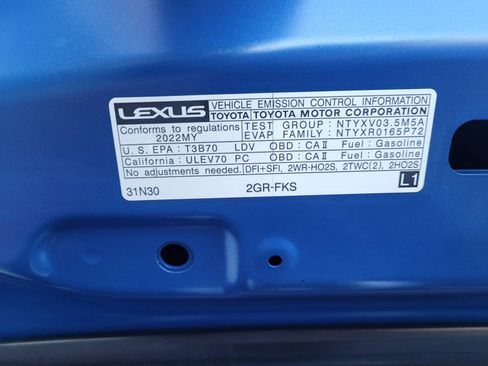 LEXUS VEHICLE EMISSION CONTROL INFORMATION
TOYOTA TOYOTA MOTOR CORPORATION
Conforms to regulations 2022MY
TEST GROUP : NTYXV03.5M5A
EVAP FAMILY : NTYXR0165P72
U.S. EPA : T3B70 LDV OBD : CAⅡ Fuel : Gasoline
California : ULEV70 PC OBD : CAⅡ Fuel : Gasoline
No adjustments needed. DFI+SFI, 2WR-HO2S, 2TWC(2), 2HO2S
31N30 2GR-FKS L1